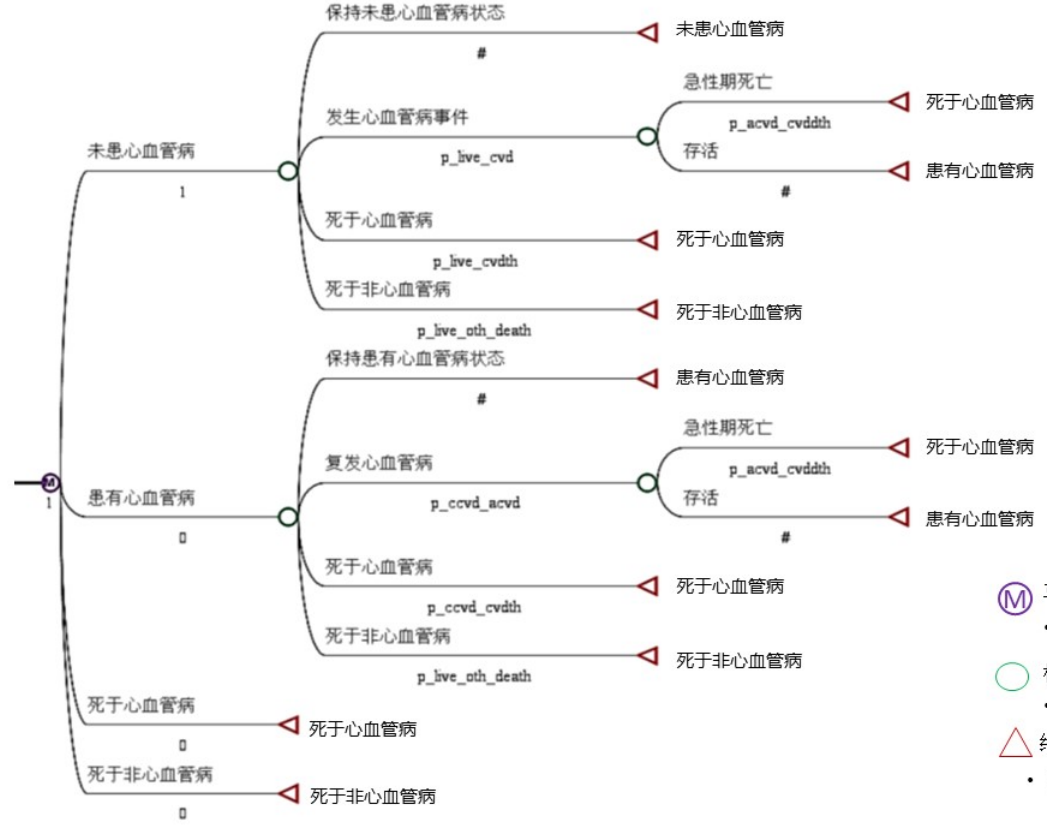 保持未患心血管病状态
#
未患心血管病
发生心血管病事件
p_live_cvd
急性期死亡
p_acvd_cvddth
死于心血管病
存活
#
患有心血管病
未患心血管病
1
死于心血管病
p_live_cvdth
死于心血管病
死于非心血管病
p_live_oth_death
死于非心血管病
保持患有心血管病状态
#
患有心血管病
急性期死亡
p_acvd_cvddth
死于心血管病
复发心血管病
p_ccvd_acvd
存活
#
患有心血管病
M
1
患有心血管病
0
死于心血管病
p_ccvd_cvdth
死于心血管病
死于非心血管病
p_live_oth_death
死于非心血管病
死于心血管病
0
死于心血管病
死于非心血管病
0
死于非心血管病
M